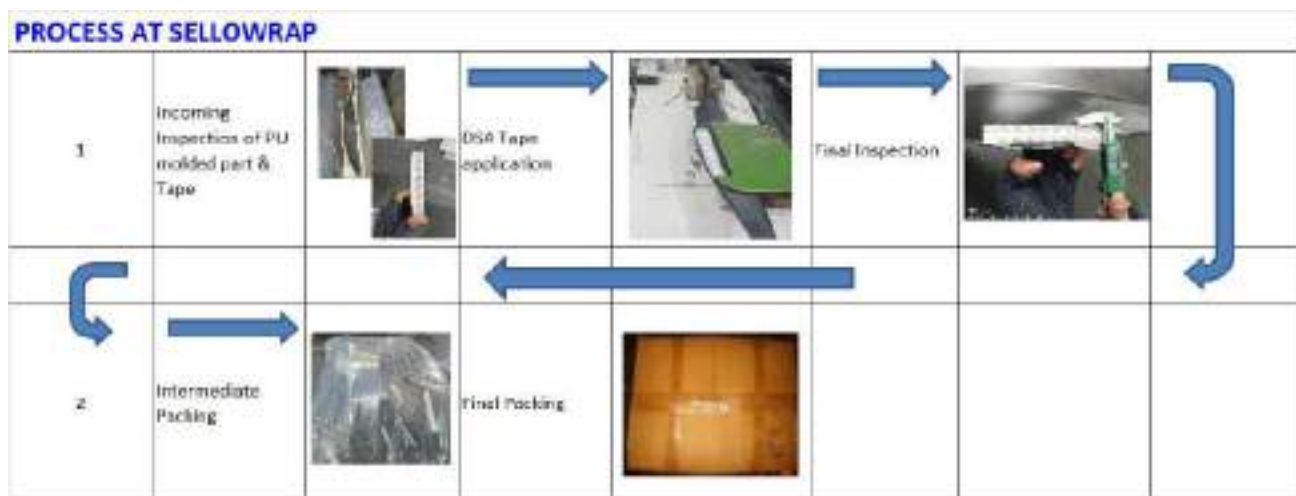 PROCESS AT SELLOWRAP
1
Incoming
Inspection of PU
molded part &
Tape
DSA Tape
application
Final Inspection
2
Intermediate
Packing
Final Packing